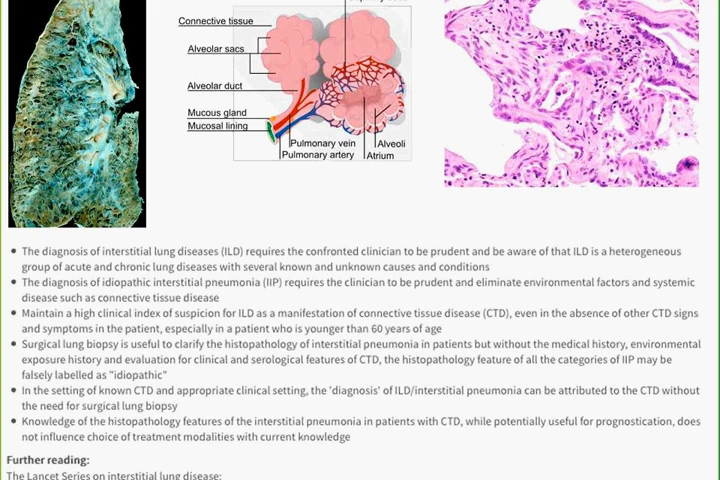 Connective tissue
Alveolar sacs
Alveolar duct
Mucous gland
Mucosal lining
Pulmonary vein
Alveoli
Pulmonary artery
Atrium
The diagnosis of interstitial lung diseases (ILD) requires the confronted clinician to be prudent and be aware of that ILD is a heterogeneous
group of acute and chronic lung diseases with several known and unknown causes and conditions
The diagnosis of idiopathic interstitial pneumonia (IIP) requires the clinician to be prudent and eliminate environmental factors and systemic
disease such as connective tissue disease
Maintain a high clinical index of suspicion for ILD as a manifestation of connective tissue disease (CTD), even in the absence of other CTD signs
and symptoms in the patient, especially in a patient who is younger than 60 years of age
Surgical lung biopsy is useful to clarify the histopathology of interstitial pneumonia in patients but without the medical history, environmental
exposure history and evaluation for clinical and serological features of CTD, the histopathology feature of all the categories of IIP may be
falsely labelled as "idiopathic"
In the setting of known CTD and appropriate clinical setting, the 'diagnosis' of ILD/interstitial pneumonia can be attributed to the CTD without
the need for surgical lung biopsy
Knowledge of the histopathology features of the interstitial pneumonia in patients with CTD, while potentially useful for prognostication, does
not influence choice of treatment modalities with current knowledge
Further reading:
The Lancet Series on interstitial lung disease: